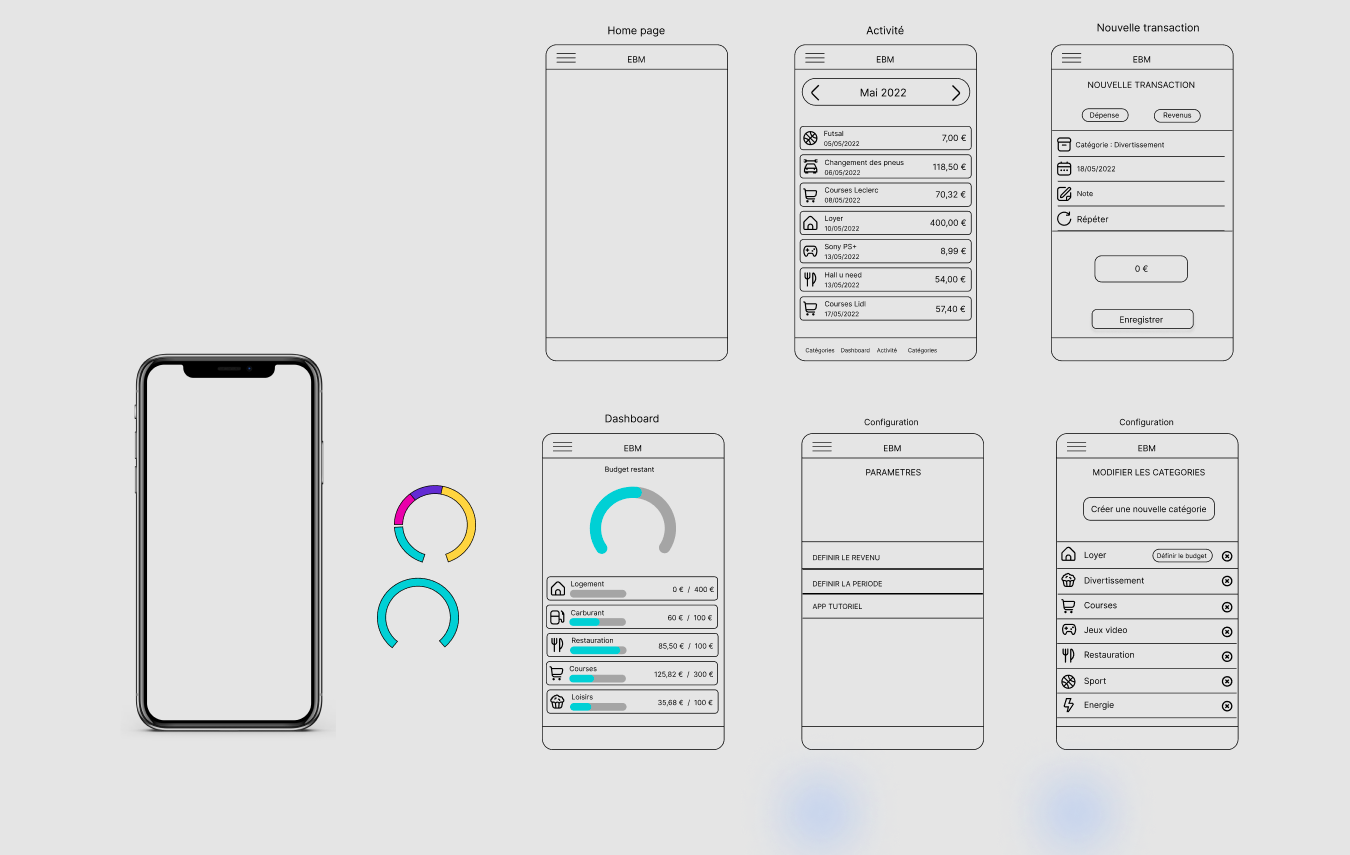 Home page
EBM
Activité
EBM
Mai 2022
Futsal
05/05/2022
7,00 €
Changement des pneus
06/05/2022
118,50 €
Courses Leclerc
08/05/2022
70,32 €
Loyer
10/05/2022
400,00 €
Sony PS+
13/05/2022
8,99 €
Hall u need
13/05/2022
54,00 €
Courses Lidl
17/05/2022
57,40 €
Catégories Dashboard Activité Catégories
Nouvelle transaction
EBM
NOUVELLE TRANSACTION
Dépense Revenus
Catégorie : Divertissement
18/05/2022
Note
Répéter
0 €
Enregistrer
Dashboard
EBM
Budget restant
Logement
0 € / 400 €
Carburant
60 € / 100 €
Restauration
85,50 € / 100 €
Courses
125,82 € / 300 €
Loisirs
35,68 € / 100 €
Configuration
EBM
PARAMETRES
DEFINIR LE REVENU
DEFINIR LA PERIODE
APP TUTORIEL
Configuration
EBM
MODIFIER LES CATEGORIES
Créer une nouvelle catégorie
Loyer Définir le budget
Divertissement
Courses
Jeux video
Restauration
Sport
Energie